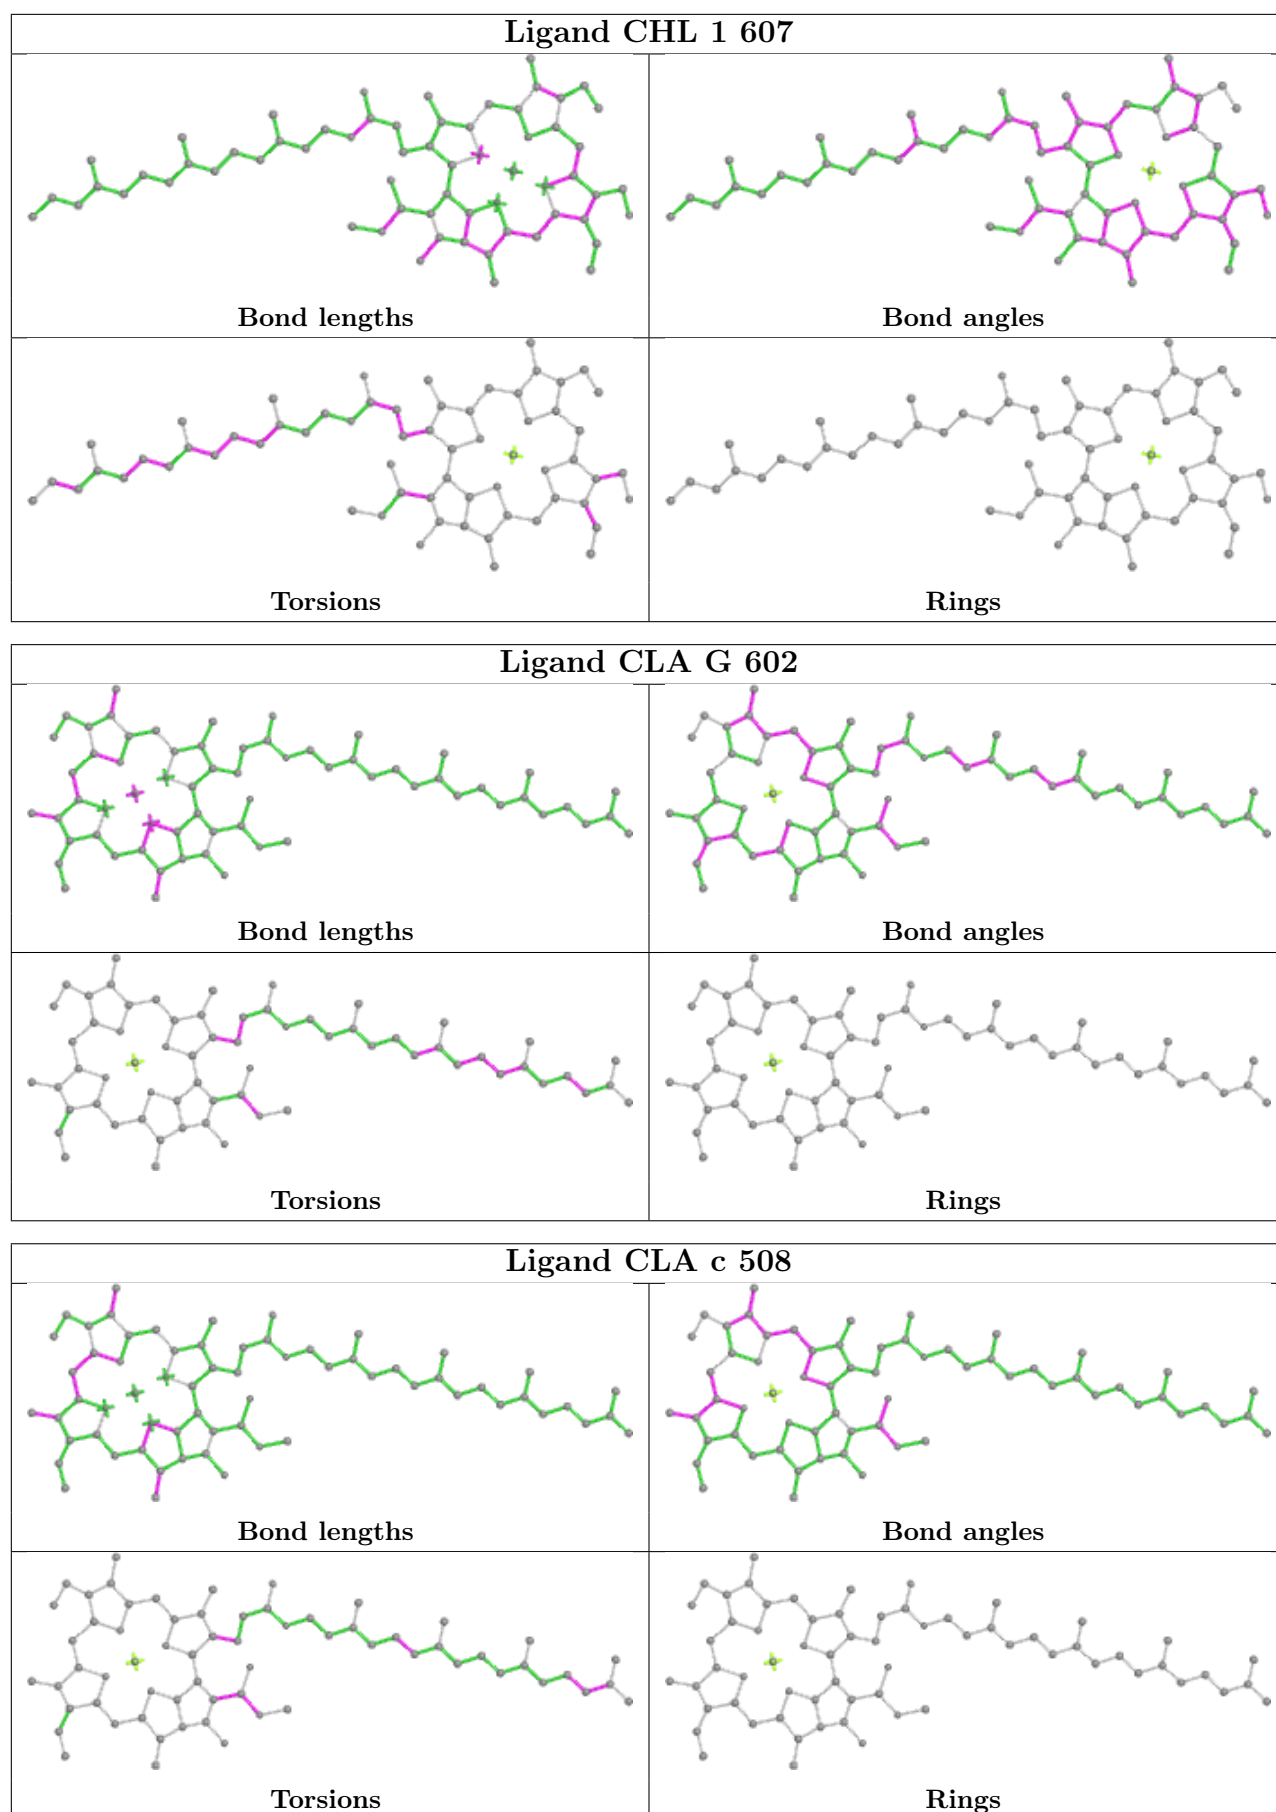 Ligand CHL 1 607
Bond lengths
Bond angles
Torsions
Rings
Ligand CLA G 602
Bond lengths
Bond angles
Torsions
Rings
Ligand CLA c 508
Bond lengths
Bond angles
Torsions
Rings